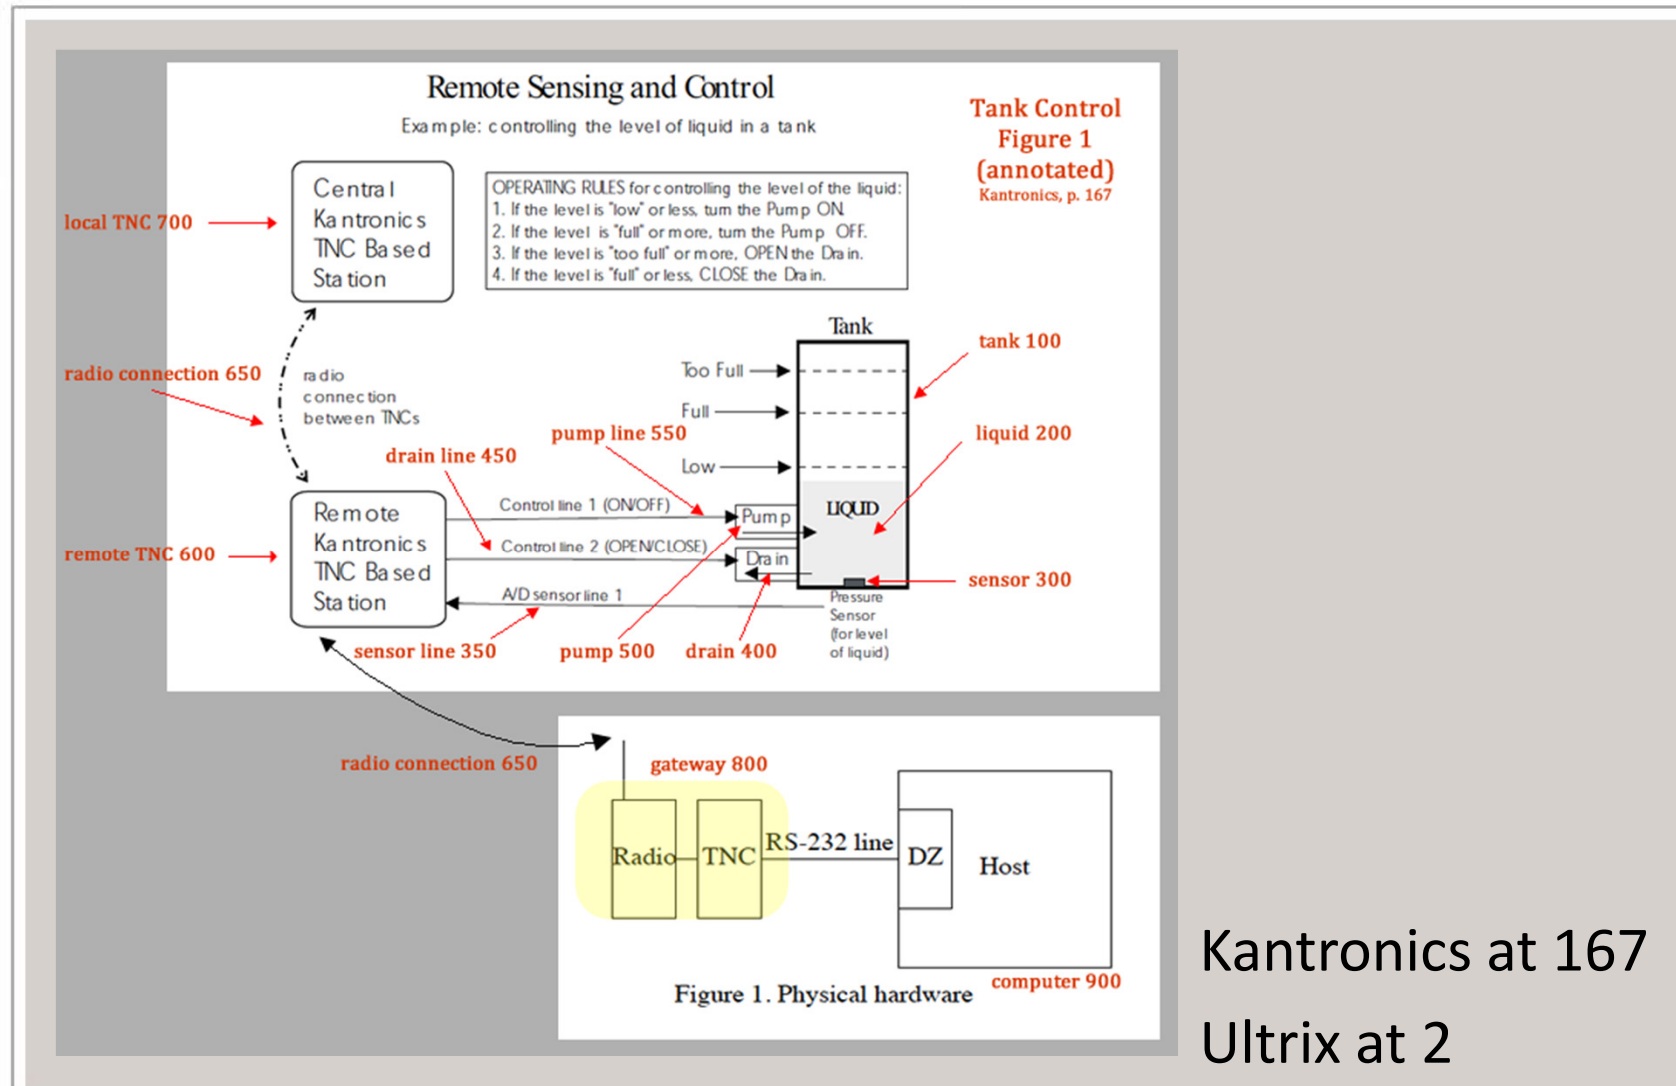 Remote Sensing and Control
Example: controlling the level of liquid in a tank
Tank Control
Figure 1
(annotated)
Kantronics, p. 167
local TNC 700
Central
Kantronics
TNC Based
Station
OPERATING RULES for controlling the level of the liquid:
1. If the level is "low" or less, turn the Pump ON.
2. If the level is "full" or more, turn the Pump OFF.
3. If the level is "too full" or more, OPEN the Drain.
4. If the level is "full" or less, CLOSE the Drain.
Tank
tank 100
Too Full
radio connection 650
radio
connection
between TNCs
Full
pump line 550
liquid 200
drain line 450
Low
LIQUID
Control line 1 (ON/OFF)
Pump
Remote
Kantronics
TNC Based
Station
remote TNC 600
Control line 2 (OPEN/CLOSE)
Drain
sensor 300
A/D sensor line 1
Pressure
Sensor
(for level
of liquid)
sensor line 350
pump 500
drain 400
radio connection 650
gateway 800
Radio
TNC
RS-232 line
DZ
Host
computer 900
Figure 1. Physical hardware
Kantronics at 167
Ultrix at 2